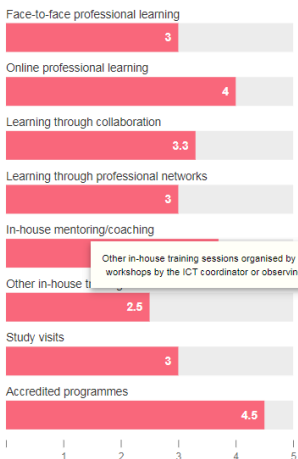 Face-to-face professional learning
3
Online professional learning
4
Learning through collaboration
3.3
Learning through professional networks
3
In-house mentoring/coaching
Other in-house training sessions organised by
workshops by the ICT coordinator or
Other in-house
2.5
Study visits
3
Accredited programmes
4.5
1 2 3 4 5